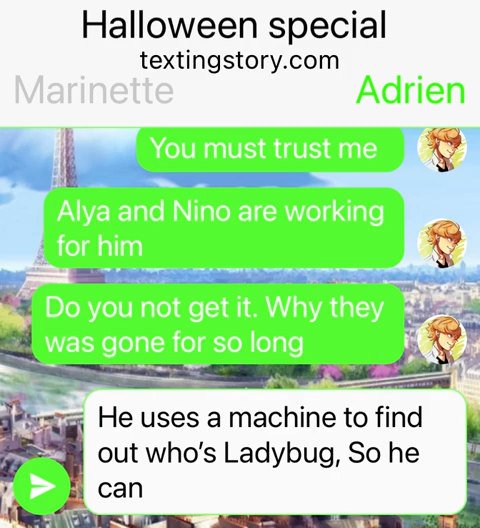 Halloween special
textingstory.com
Marinette Adrien
You must trust me
Alya and Nino are working
for him
Do you not get it. Why they
was gone for so long
He uses a machine to find
out who’s Ladybug, So he
can